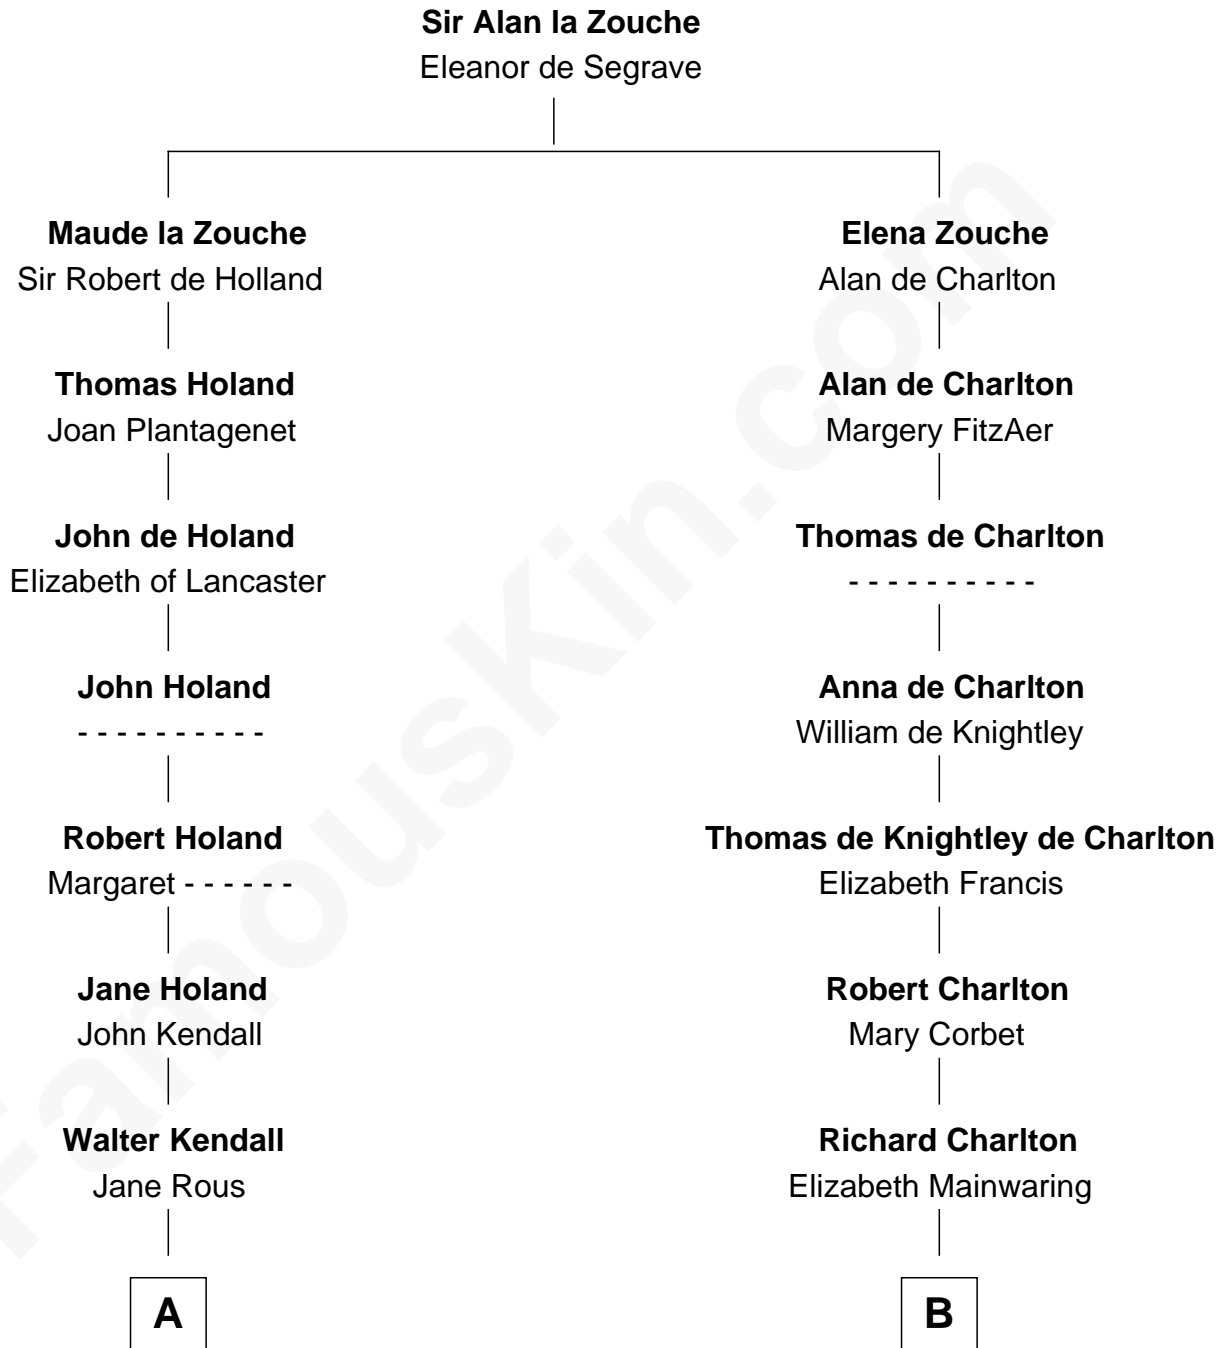 Sir Alan la Zouche
Eleanor de Segrave
Maude la Zouche
Sir Robert de Holland
Elena Zouche
Alan de Charlton
Thomas Holand
Joan Plantagenet
Alan de Charlton
Margery FitzAer
John de Holand
Elizabeth of Lancaster
Thomas de Charlton
- - - - - - - - - -
John Holand
- - - - - - - - - -
Anna de Charlton
William de Knightley
Robert Holand
Margaret - - - - - -
Thomas de Knightley de Charlton
Elizabeth Francis
Jane Holand
John Kendall
Robert Charlton
Mary Corbet
Walter Kendall
Jane Rous
Richard Charlton
Elizabeth Mainwaring
A
B
FamousKin.com